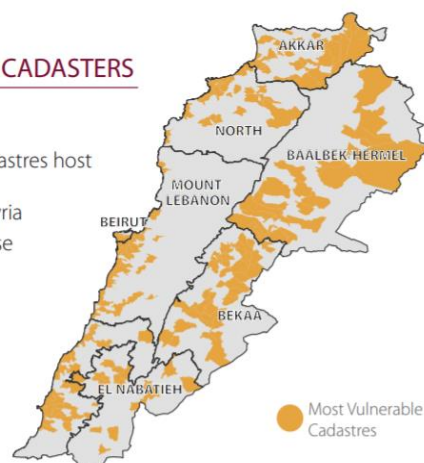 CADASTERS
astres host
ria
se
AKKAR
NORTH
BAALBEK-HERMEL
MOUNT
LEBANON
BEIRUT
BEKAA
EL NABATIEH
Most Vulnerable
Cadastres